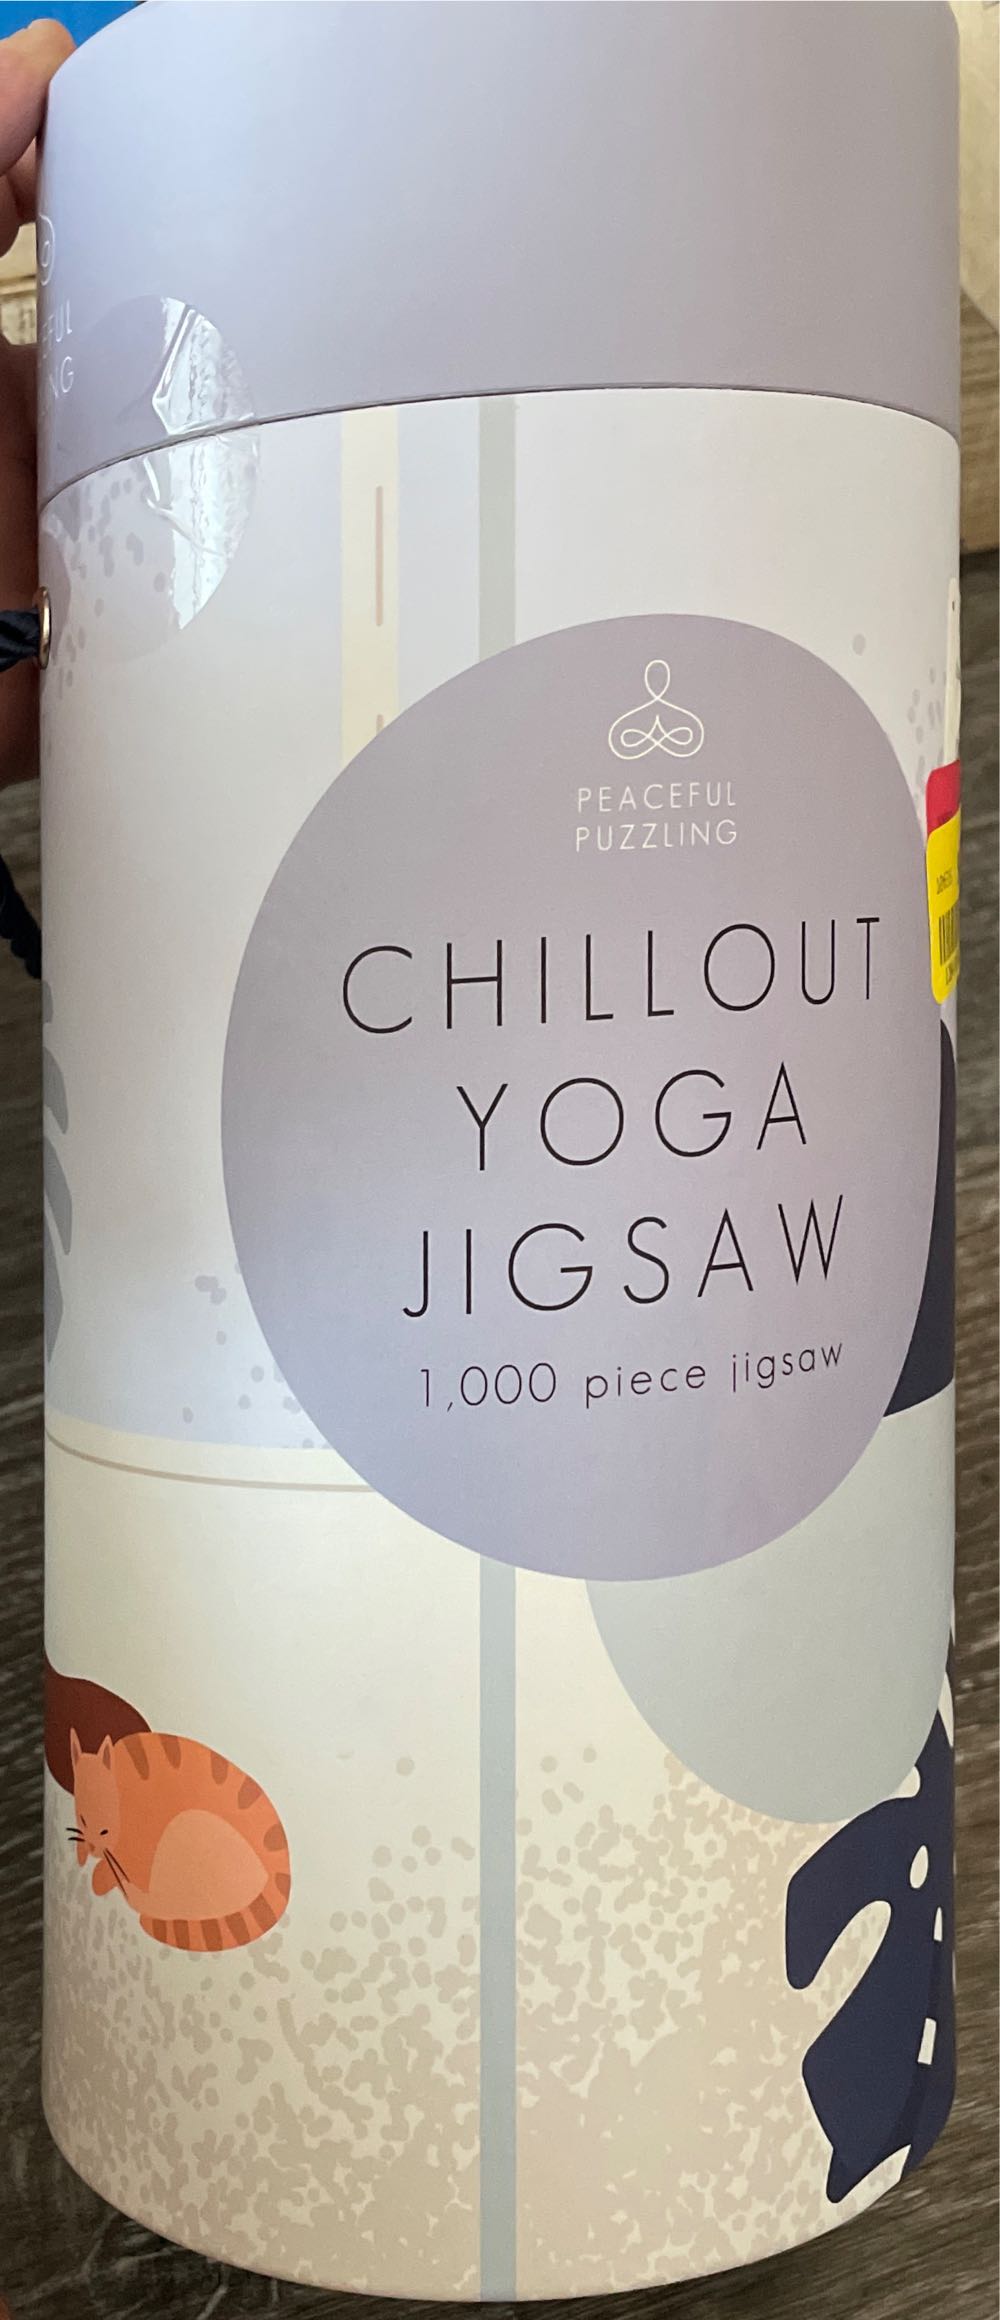 PEACEFUL
PUZZLING
CHILLOUT
YOGA
JIGSAW
1,000 piece jigsaw